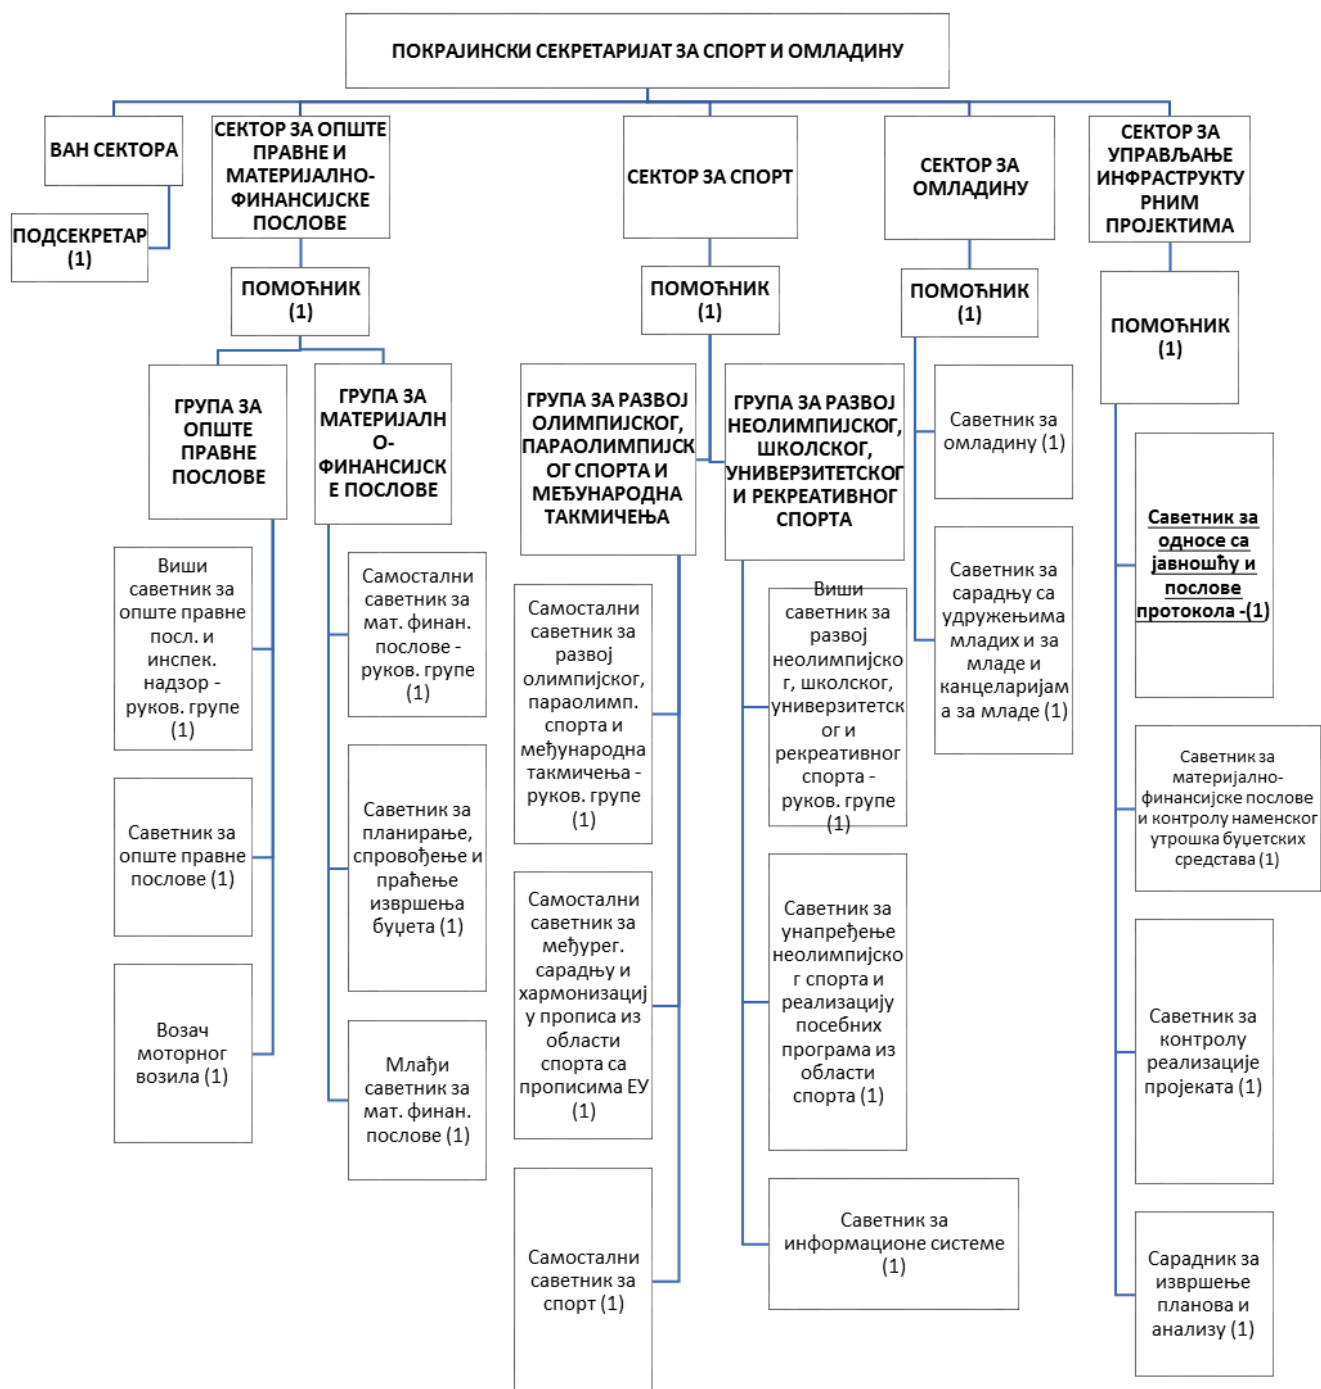 ПОКРАЈИНСКИ СЕКРЕТАРИЈАТ ЗА СПОРТ И ОМЛАДИНУ
ВАН СЕКТОРА
ПОДСЕКРЕТАР
(1)
СЕКТОР ЗА ОПШТЕ
ПРАВНЕ И
МАТЕРИЈАЛНО-
ФИНАНСИЈСКЕ
ПОСЛОВЕ
ПОМОЋНИК
(1)
ГРУПА ЗА
ОПШТЕ
ПРАВНЕ
ПОСЛОВЕ
Виши
саветник за
опште правне
посл. и
инспек.
надзор -
руков. групе
(1)
Саветник за
опште правне
послове (1)
Возач
моторног
возила (1)
ГРУПА ЗА
МАТЕРИЈАЛН
О-
ФИНАНСИЈСК
Е ПОСЛОВЕ
Самостални
саветник за
мат. финан.
послове -
руков. групе
(1)
Саветник за
планирање,
спровођење и
праћење
извршења
буџета (1)
Млађи
саветник за
мат. финан.
послове (1)
СЕКТОР ЗА СПОРТ
ПОМОЋНИК
(1)
ГРУПА ЗА РАЗВОЈ
ОЛИМПИЈСКОГ,
ПАРАОЛИМПИЈСК
ОГ СПОРТА И
МЕЂУНАРОДНА
ТАКМИЧЕЊА
Самостални
саветник за
развој
олимпијског,
параолимп.
спорта и
међународна
такмичења -
руков. групе
(1)
Самостални
саветник за
међурег.
сарадњу и
хармонизациј
у прописа из
области
спорта са
прописима ЕУ
(1)
Самостални
саветник за
спорт (1)
ГРУПА ЗА РАЗВОЈ
НЕОЛИМПИЈСКОГ,
ШКОЛСКОГ,
УНИВЕРЗИТЕТСКОГ
И РЕКРЕАТИВНОГ
СПОРТА
Виши
саветник за
развој
неолимпијско
г, школског,
универзитетск
ог и
рекреативног
спорта -
руков. групе
(1)
Саветник за
унапређење
неолимпијско
г спорта и
реализацију
посебних
програма из
области
спорта (1)
Саветник за
информационе системе
(1)
СЕКТОР ЗА
ОМЛАДИНУ
ПОМОЋНИК
(1)
Саветник за
омладину (1)
Саветник за
сарадњу са
удружењима
младих и за
младе и
канцеларијам
а за младе (1)
СЕКТОР ЗА
УПРАВЉАЊЕ
ИНФРАСТРУКТУ
РНИМ
ПРОЈЕКТИМА
ПОМОЋНИК
(1)
Саветник за
односе са
јавношћу и
послове
протокола -(1)
Саветник за
материјално-
финансијске послове
и контролу наменског
утрошка буџетских
средстава (1)
Саветник за
контролу
реализације
пројеката (1)
Сарадник за
извршење
планова и
анализу (1)